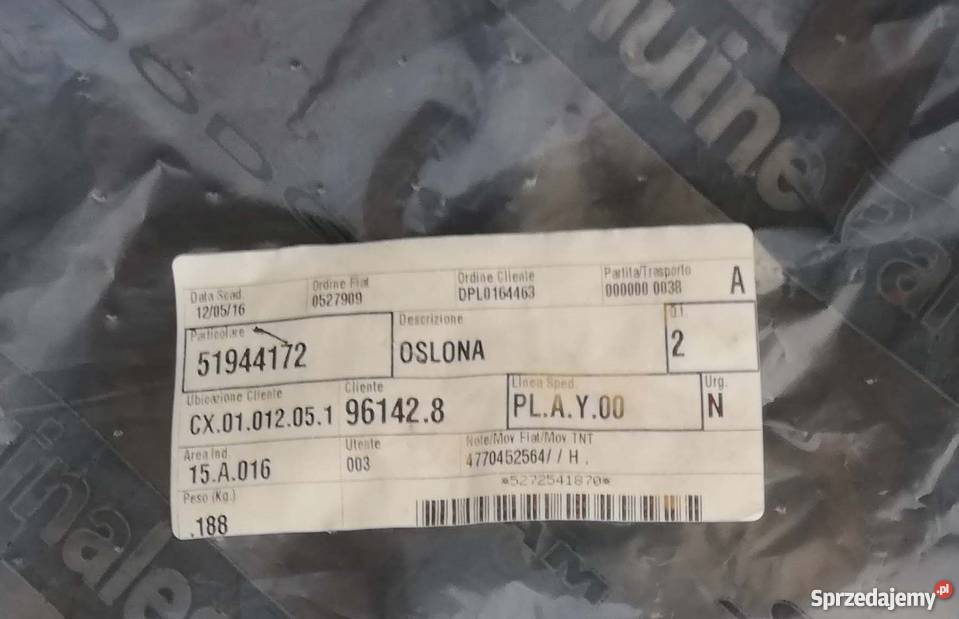 nuine
Data Scad.
12/05/16
Ordine Fiat
0527909
Ordine Cliente
DPL0164463
Partita/Trasporto
000000 0038
A
Particolare
51944172
Descrizione
OSLONA
Q.T.
2
Ubicazione Cliente
CX.01.012.05.1
Cliente
96142.8
Linea Sped.
PL.A.Y.00
Urg.
N
Area Ind.
15.A.016
Utente
003
Note/Mov Fiat/Mov TNT
4770452564/ / H .
Peso (Kg.)
.188
*5272541870*
Sprzedajemy.pl